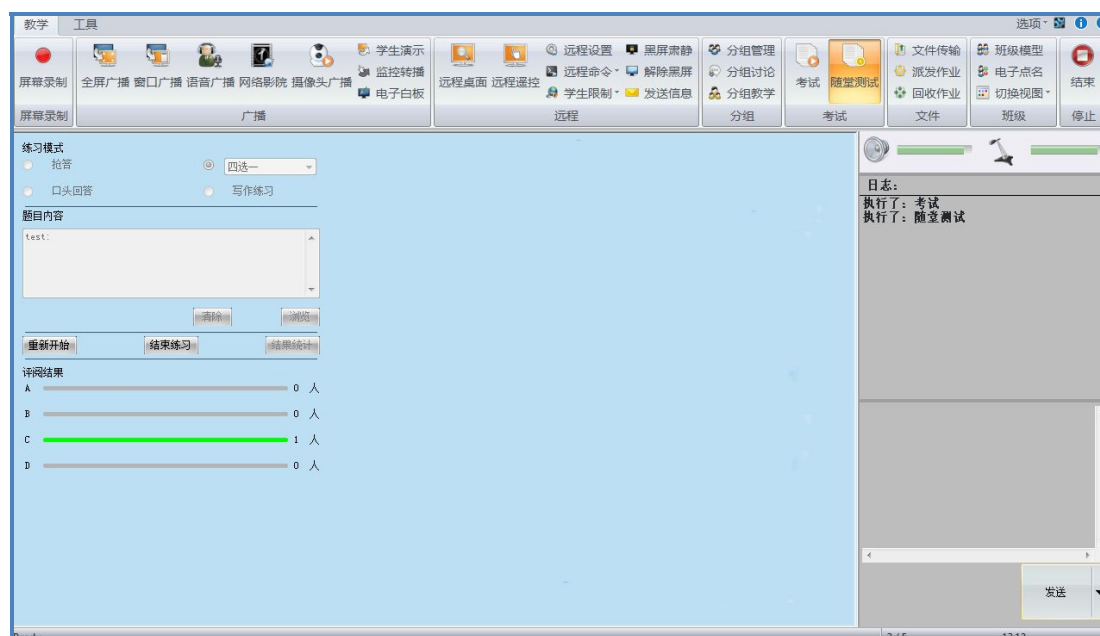 教学 工具 选项
屏幕录制 全屏广播 窗口广播 语音广播 网络影院 摄像头广播 学生演示 监控转播 电子白板 远程桌面 远程遥控 远程设置 黑屏肃静 远程命令 解除黑屏 学生限制 发送信息 分组管理 分组讨论 分组教学 考试 随堂测试 文件传输 派发作业 回收作业 班级模型 电子点名 切换视图 结束
屏幕录制 广播 远程 分组 考试 文件 班级 停止
练习模式
抢答 四选一
口头回答 写作练习
题目内容
test:
清除 浏览
重新开始 结束练习 结果统计
评阅结果
A 0 人
B 0 人
C 1 人
D 0 人
日志:
执行了: 考试
执行了: 随堂测试
发送